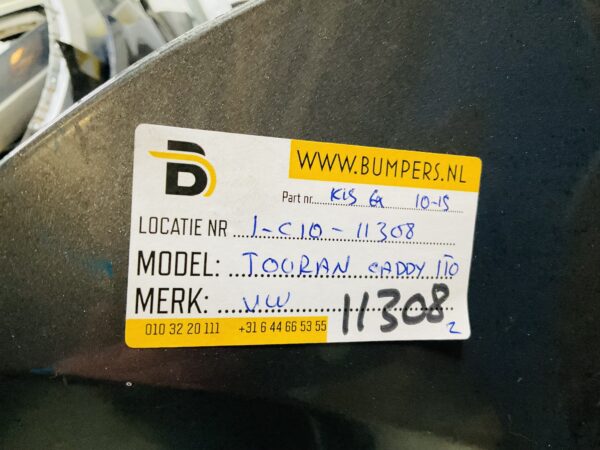 WWW.BUMPERS.NL
Part nr. 10-15
LOCATIE NR 1-C10-11308
MODEL: TOURAN CADDY 1T0
MERK: VW 11308
2
010 32 20 111 +31 6 44 66 53 55